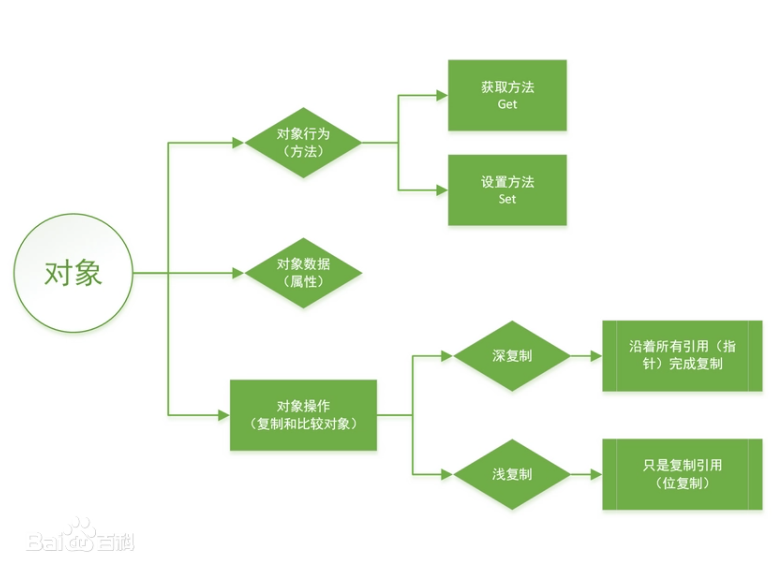 获取方法
Get
对象行为
（方法）
设置方法
Set
对象
对象数据
（属性）
深复制
沿着所有引用（指
针）完成复制
对象操作
（复制和比较对象）
浅复制
只是复制引用
（位复制）
Baidu百科